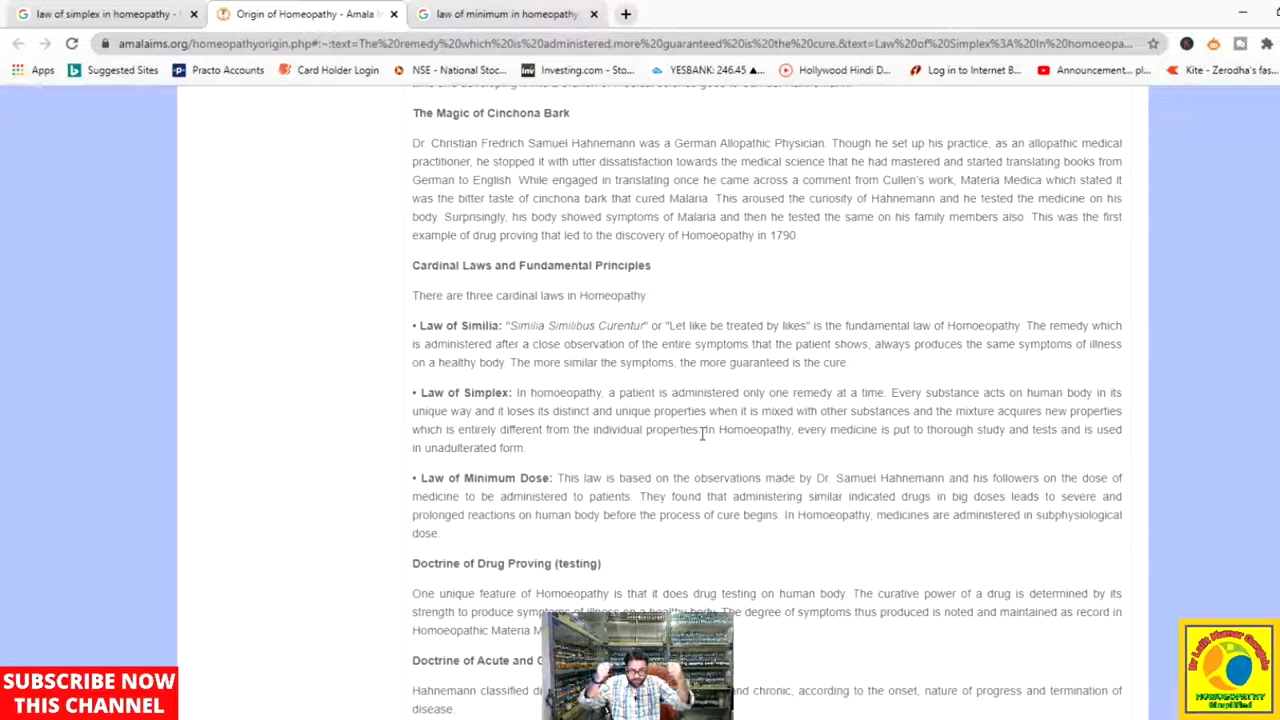 law of simplex in homeopathy -
Origin of Homeopathy - Amala
law of minimum in homeopathy
amalaims.org/homeopathyorigin.php#:~:text=The%20remedy%20which%20is%20administered,more%20guaranteed%20is%20the%20cure.&text=Law%20of%20Simplex%3A%20In%20homoeopa...
Apps
Suggested Sites
Practo Accounts
Card Holder Login
NSE - National Stoc...
Investing.com - Sto...
YESBANK: 246.45 ▲...
Hollywood Hindi D...
Log in to Internet B...
Announcement... pl
Kite - Zerodha's fas...
The Magic of Cinchona Bark
Dr. Christian Fredrich Samuel Hahnemann was a German Allopathic Physician. Though he set up his practice, as an allopathic medical
practitioner, he stopped it with utter dissatisfaction towards the medical science that he had mastered and started translating books from
German to English. While engaged in translating once he came across a comment from Cullen's work, Materia Medica which stated it
was the bitter taste of cinchona bark that cured Malaria. This aroused the curiosity of Hahnemann and he tested the medicine on his
body. Surprisingly, his body showed symptoms of Malaria and then he tested the same on his family members also. This was the first
example of drug proving that led to the discovery of Homoeopathy in 1790.
Cardinal Laws and Fundamental Principles
There are three cardinal laws in Homeopathy
• Law of Similia: "Similia Similibus Curentur" or "Let like be treated by likes" is the fundamental law of Homoeopathy. The remedy which
is administered after a close observation of the entire symptoms that the patient shows, always produces the same symptoms of illness
on a healthy body. The more similar the symptoms, the more guaranteed is the cure.
• Law of Simplex: In homoeopathy, a patient is administered only one remedy at a time. Every substance acts on human body in its
unique way and it loses its distinct and unique properties when it is mixed with other substances and the mixture acquires new properties
which is entirely different from the individual properties. In Homoeopathy, every medicine is put to thorough study and tests and is used
in unadulterated form.
• Law of Minimum Dose: This law is based on the observations made by Dr. Samuel Hahnemann and his followers on the dose of
medicine to be administered to patients. They found that administering similar indicated drugs in big doses leads to severe and
prolonged reactions on human body before the process of cure begins. In Homoeopathy, medicines are administered in subphysiological
dose.
Doctrine of Drug Proving (testing)
One unique feature of Homoeopathy is that it does drug testing on human body. The curative power of a drug is determined by its
strength to produce symptoms of illness on a healthy body. The degree of symptoms thus produced is noted and maintained as record in
Homoeopathic Materia M
Doctrine of Acute and C
Hahnemann classified di and chronic, according to the onset, nature of progress and termination of
disease.
SUBSCRIBE NOW
THIS CHANNEL
HOMOEOPATHY
Simplified